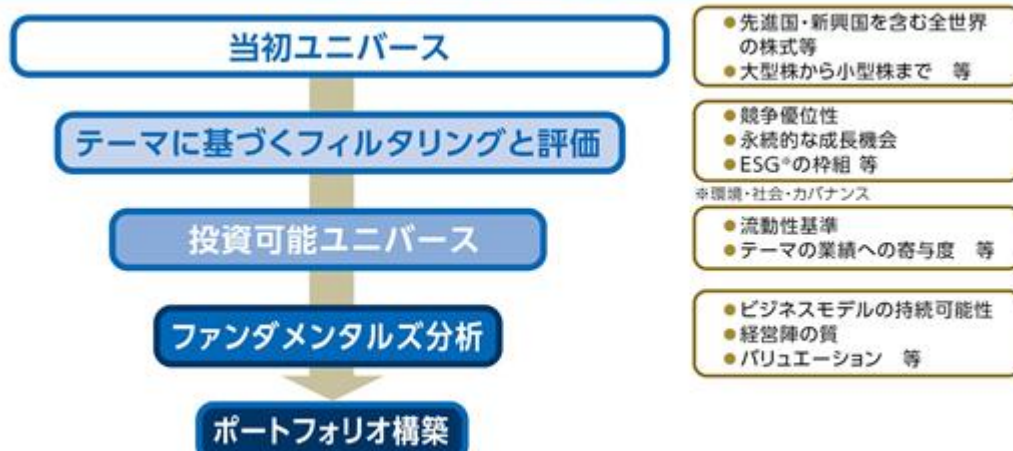 当初ユニバース
●先進国・新興国を含む全世界
の株式等
●大型株から小型株まで　等
テーマに基づくフィルタリングと評価
●競争優位性
●永続的な成長機会
●ESG※の枠組 等
※環境・社会・ガバナンス
投資可能ユニバース
●流動性基準
●テーマの業績への寄与度　等
ファンダメンタルズ分析
●ビジネスモデルの持続可能性
●経営陣の質
●バリュエーション　等
ポートフォリオ構築